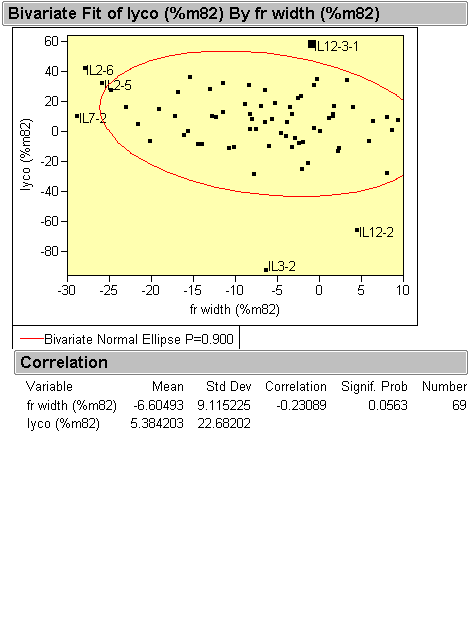 Bivariate Fit of lyco (%m82) By fr width (%m82)
60
40
20
0
-20
-40
-60
-80
lyco (%m82)
IL12-3-1
IL2-6
IL2-5
IL7-2
IL12-2
IL3-2
-30 -25 -20 -15 -10 -5 0 5 10
fr width (%m82)
Bivariate Normal Ellipse P=0.900
Correlation
Variable Mean Std Dev Correlation Signif. Prob Number
fr width (%m82) -6.60493 9.115225 -0.23089 0.0563 69
lyco (%m82) 5.384203 22.68202